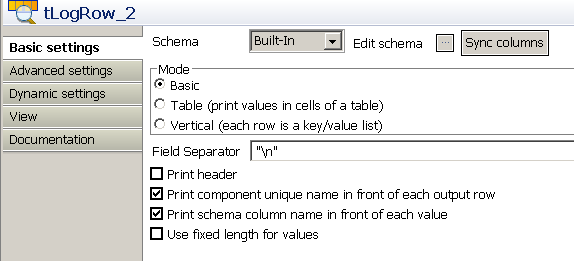 tLogRow_2
Basic settings
Advanced settings
Dynamic settings
View
Documentation
Schema Built-In Edit schema ... Sync columns
Mode
Basic
Table (print values in cells of a table)
Vertical (each row is a key/value list)
Field Separator "\n"
Print header
Print component unique name in front of each output row
Print schema column name in front of each value
Use fixed length for values